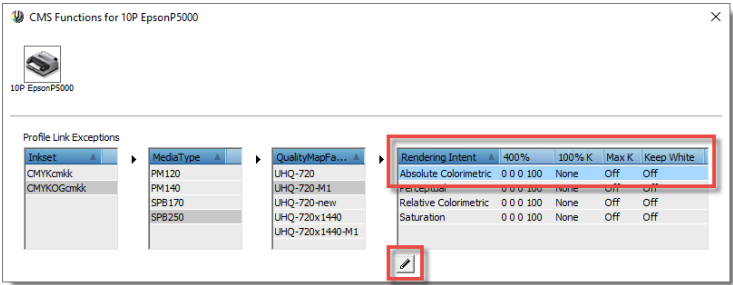 CMS Functions for 10P EpsonP5000
10P EpsonP5000
Profile Link Exceptions
Inkset
CMYKcmkk
CMYKOGcmkk
MediaType
PM120
PM140
SPB170
SPB250
QualityMapFa...
UHQ-720
UHQ-720-M1
UHQ-720-new
UHQ-720x1440
UHQ-720x1440-M1
Rendering Intent 400% 100% K Max K Keep White
Absolute Colorimetric 0 0 0 100 None Off Off
Perceptual 0 0 0 100 None Off Off
Relative Colorimetric 0 0 0 100 None Off Off
Saturation 0 0 0 100 None Off Off